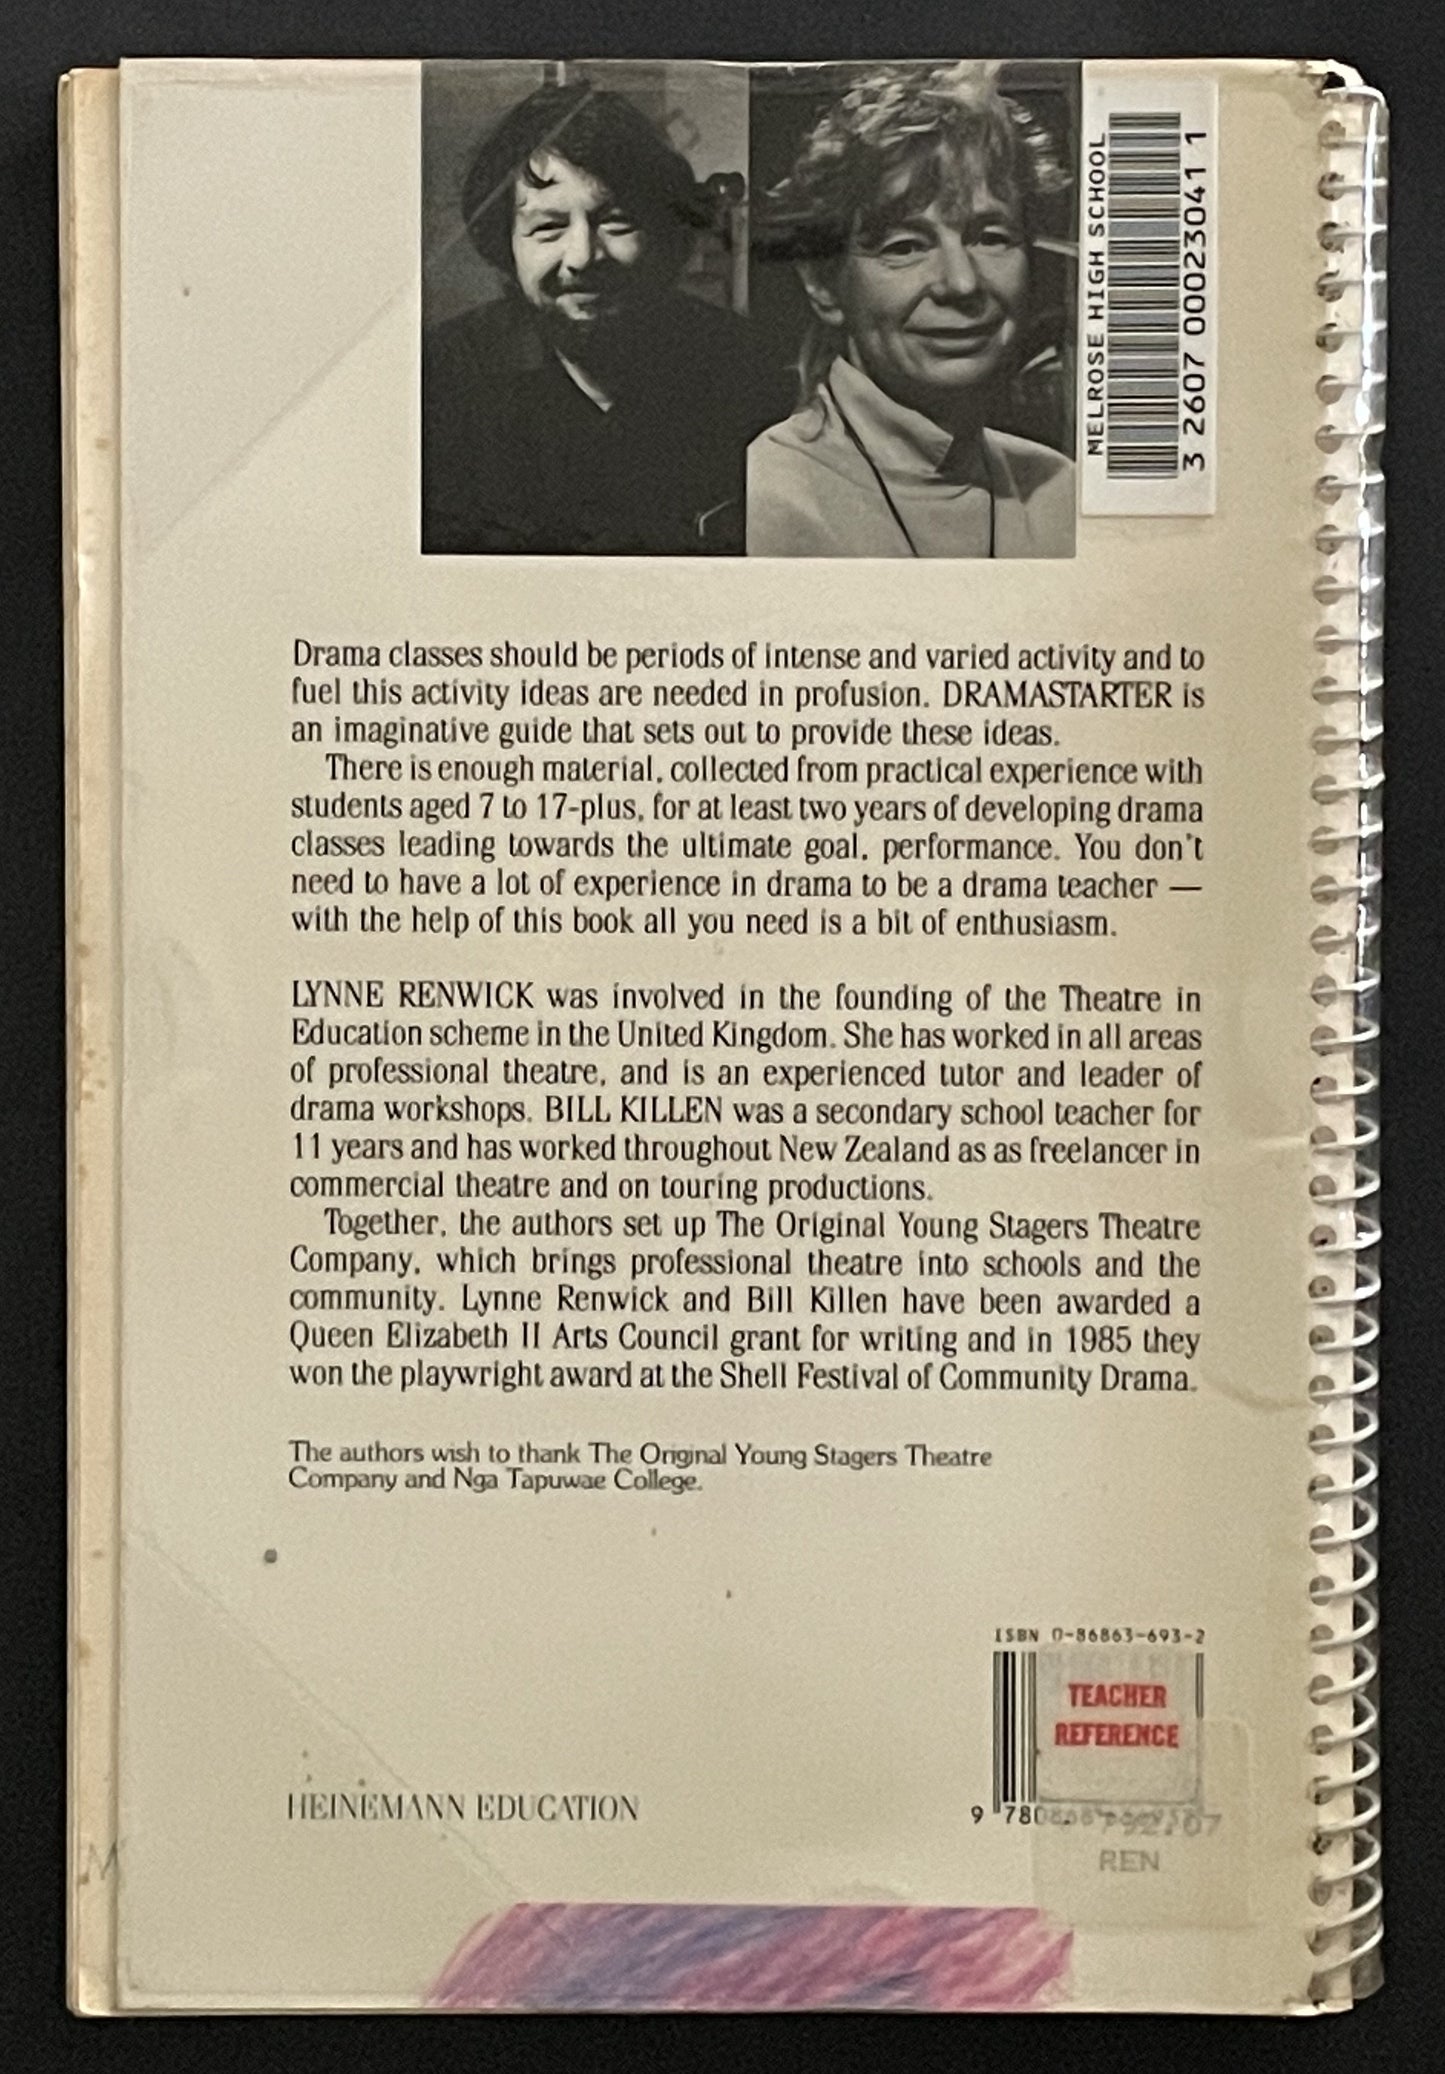 MELROSE HIGH SCHOOL
3 2607 00023041 1
Drama classes should be periods of intense and varied activity and to
fuel this activity ideas are needed in profusion. DRAMASTARTER is
an imaginative guide that sets out to provide these ideas.
There is enough material, collected from practical experience with
students aged 7 to 17-plus, for at least two years of developing drama
classes leading towards the ultimate goal, performance. You don't
need to have a lot of experience in drama to be a drama teacher —
with the help of this book all you need is a bit of enthusiasm.
LYNNE RENWICK was involved in the founding of the Theatre in
Education scheme in the United Kingdom. She has worked in all areas
of professional theatre, and is an experienced tutor and leader of
drama workshops. BILL KILLEN was a secondary school teacher for
11 years and has worked throughout New Zealand as as freelancer in
commercial theatre and on touring productions.
Together, the authors set up The Original Young Stagers Theatre
Company, which brings professional theatre into schools and the
community. Lynne Renwick and Bill Killen have been awarded a
Queen Elizabeth II Arts Council grant for writing and in 1985 they
won the playwright award at the Shell Festival of Community Drama.
The authors wish to thank The Original Young Stagers Theatre
Company and Nga Tapuwae College.
ISBN 0-86863-693-2
TEACHER
REFERENCE
HEINEMANN EDUCATION
9 780
792.07
REN